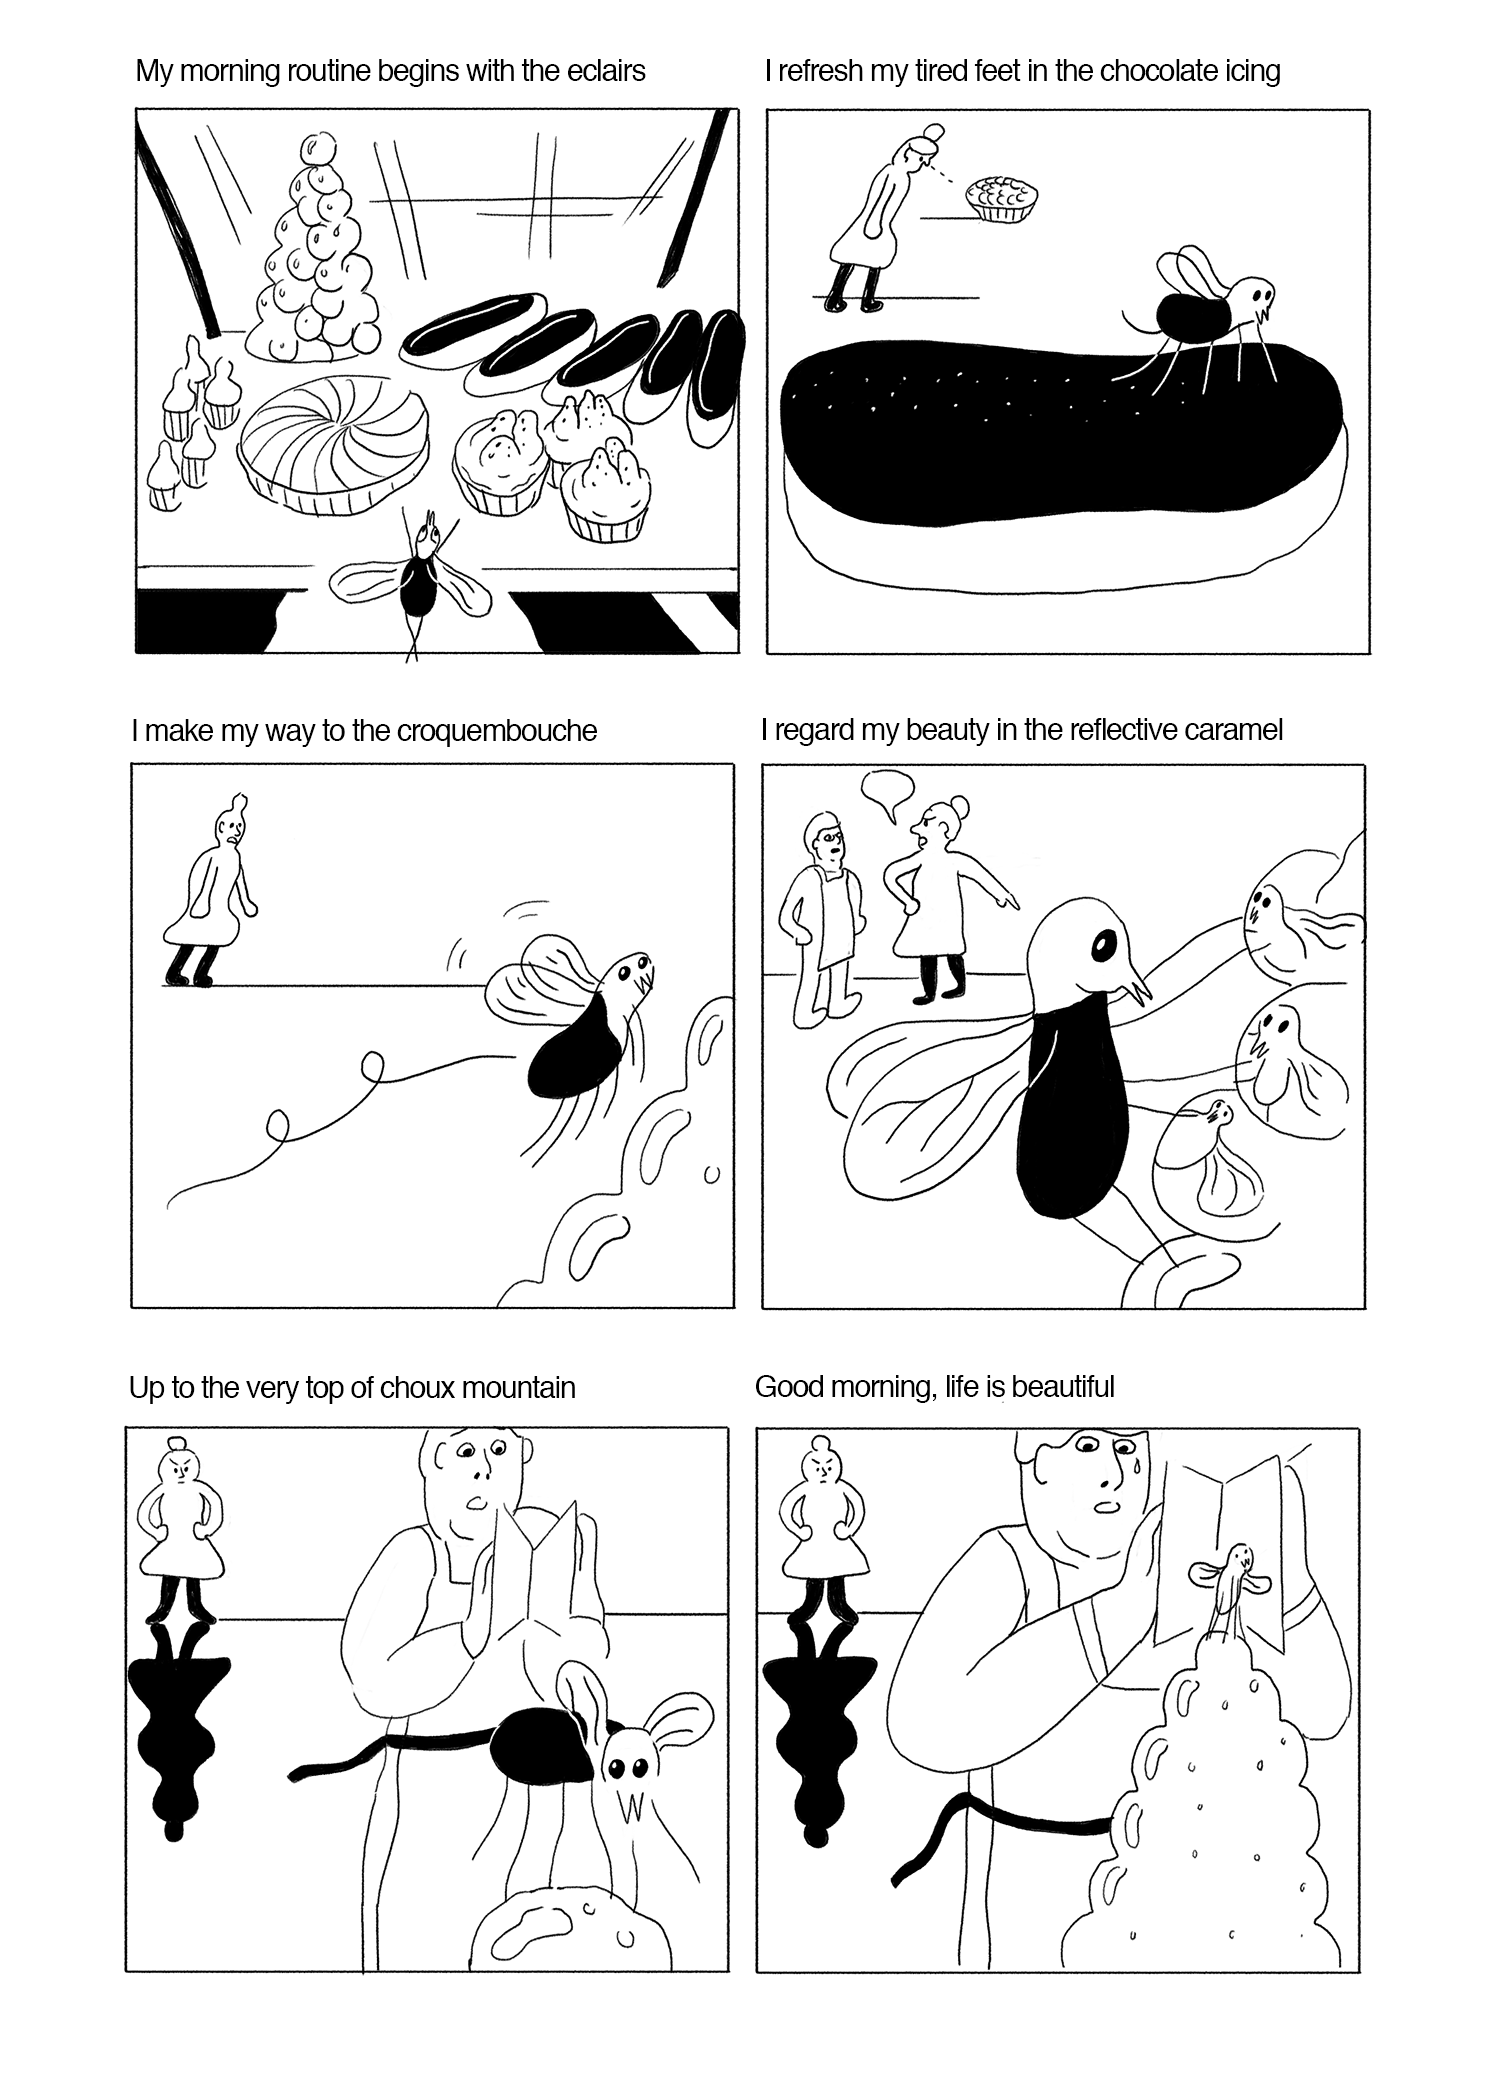 My morning routine begins with the eclairs
I refresh my tired feet in the chocolate icing
I make my way to the croquembouche
I regard my beauty in the reflective caramel
Up to the very top of choux mountain
Good morning, life is beautiful